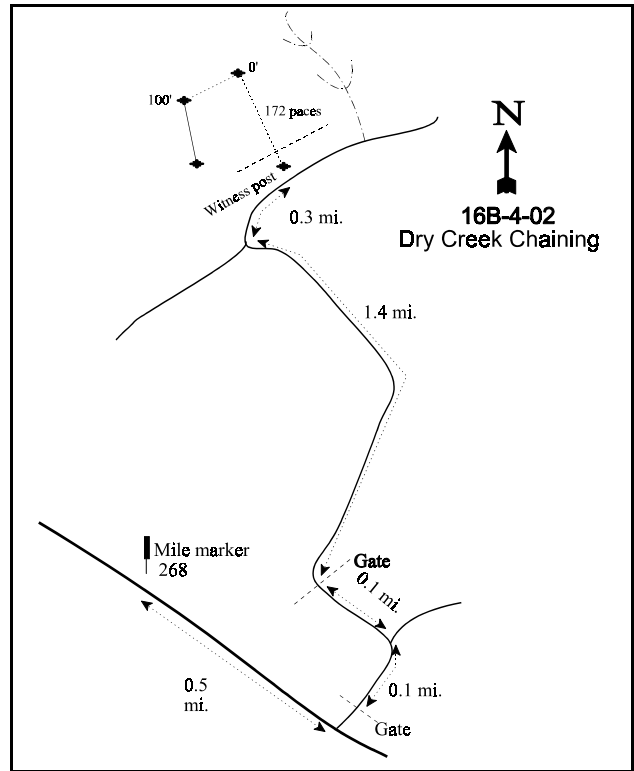 0'
100'
172 paces
N
Witness post
0.3 mi.
16B-4-02
Dry Creek Chaining
1.4 mi.
Mile marker
268
Gate
0.1 mi.
0.5
mi.
0.1 mi.
Gate